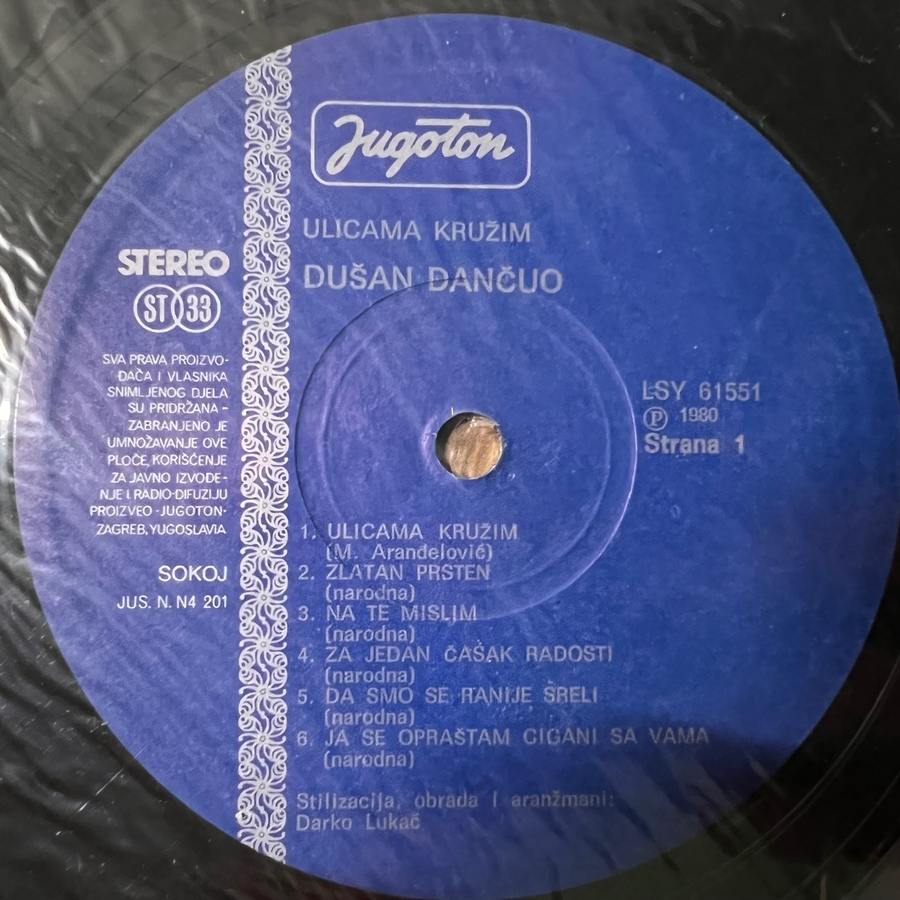 Jugoton
ULICAMA KRUŽIM
DUŠAN DANČUO
STEREO
ST 33
SVA PRAVA PROIZVO-
ĐAČA I VLASNIKA
SNIMLJENOG DJELA
SU PRIDRŽANA -
ZABRANJENO JE
UMNOŽAVANJE OVE
PLOČE, KORIŠĆENJE
ZA JAVNO IZVOĐE-
NJE I RADIO-DIFUZIJU
PROIZVEO -JUGOTON-
ZAGREB, YUGOSLAVIA
SOKOJ
JUS. N. N4 201
LSY 61551
Ⓟ 1980
Strana 1
1. ULICAMA KRUŽIM
(M. Aranđelović)
2. ZLATAN PRSTEN
(narodna)
3. NA TE MISLIM
(narodna)
4. ZA JEDAN ČAŠAK RADOSTI
(narodna)
5. DA SMO SE RANIJE SRELI
(narodna)
6. JA SE OPRAŠTAM CIGANI SA VAMA
(narodna)
Stilizacija, obrada i aranžmani:
Darko Lukač